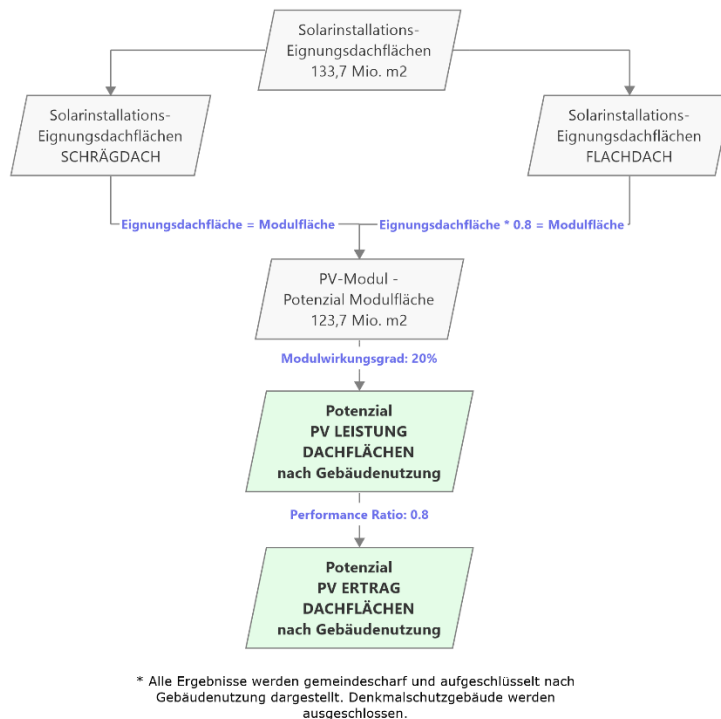 Solarinstallations-
Eignungsdachflächen
133,7 Mio. m2
Solarinstallations-
Eignungsdachflächen
SCHRÄGDACH
Solarinstallations-
Eignungsdachflächen
FLACHDACH
Eignungsdachfläche = Modulfläche
Eignungsdachfläche * 0.8 = Modulfläche
PV-Modul -
Potenzial Modulfläche
123,7 Mio. m2
Modulwirkungsgrad: 20%
Potenzial
PV LEISTUNG
DACHFLÄCHEN
nach Gebäudenutzung
Performance Ratio: 0.8
Potenzial
PV ERTRAG
DACHFLÄCHEN
nach Gebäudenutzung
* Alle Ergebnisse werden gemeindescharf und aufgeschlüsselt nach
Gebäudenutzung dargestellt. Denkmalschutzgebäude werden
ausgeschlossen.